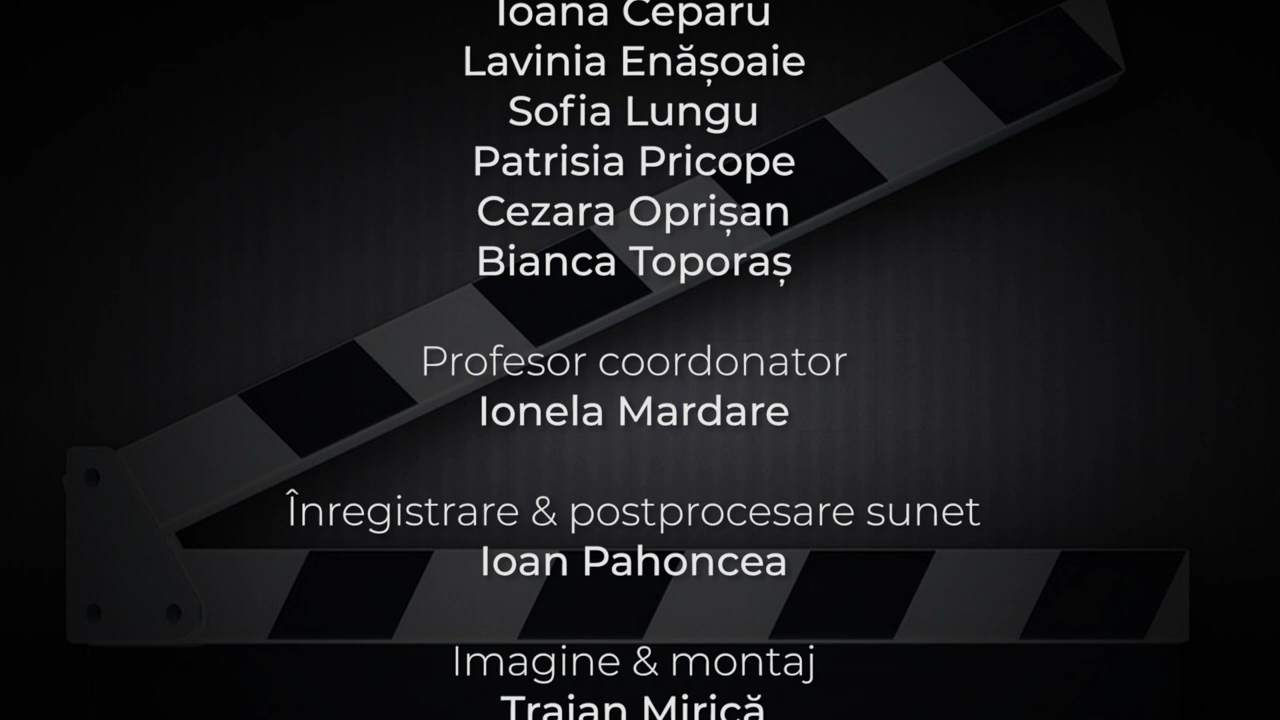 Ioana Ceparu
Lavinia Enășoaie
Sofia Lungu
Patrisia Pricope
Cezara Oprișan
Bianca Toporaș
Profesor coordonator
Ionela Mardare
Înregistrare & postprocesare sunet
Ioan Pahoncea
Imagine & montaj
Traian Mirică